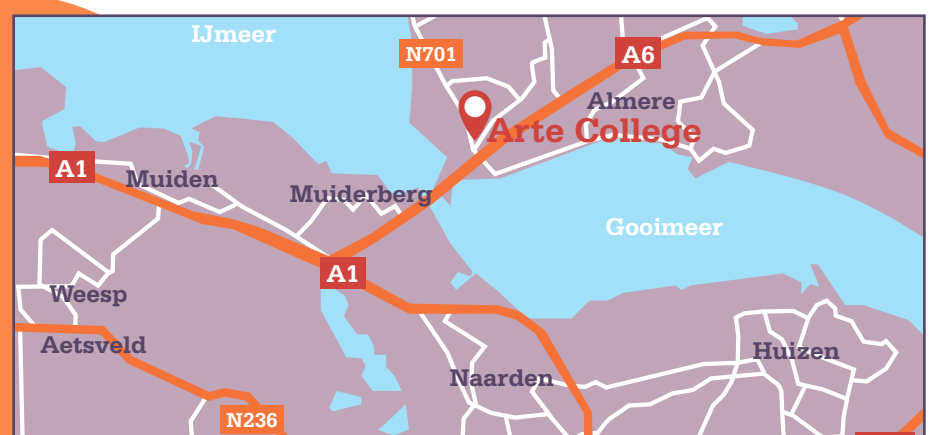 IJmeer
N701
A6
Almere
Arte College
A1
Muiden
Muiderberg
Gooimeer
A1
Weesp
Aetsveld
Huizen
Naarden
N236